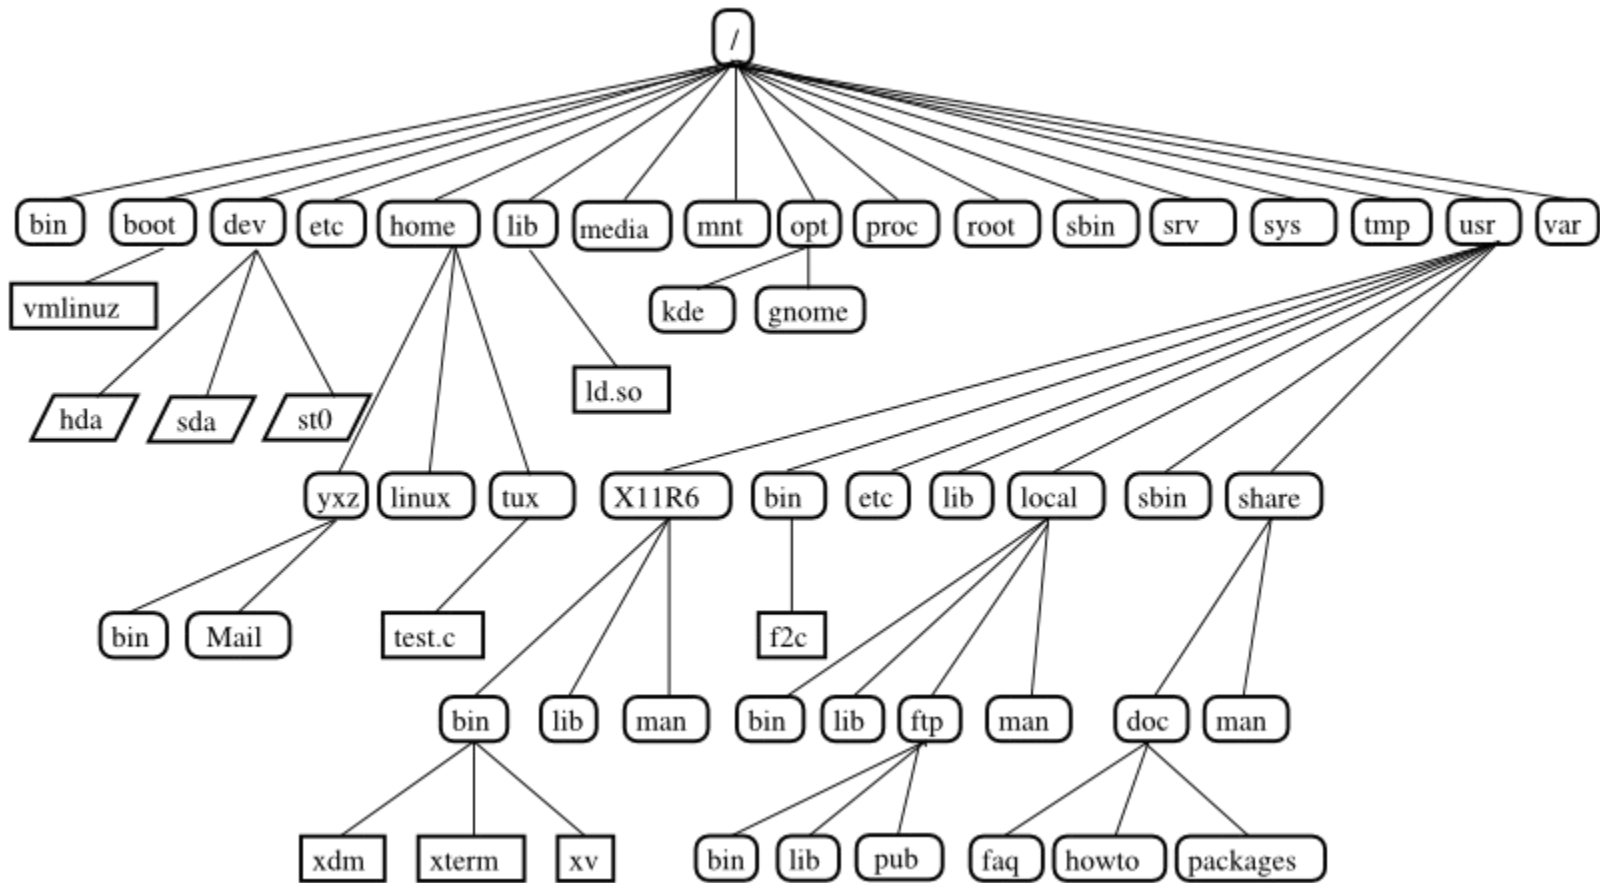 /
bin boot dev etc home lib media mnt opt proc root sbin srv sys tmp usr var
vmlinuz kde gnome
ld.so
hda sda st0
yxz linux tux X11R6 bin etc lib local sbin share
bin Mail test.c f2c
bin lib man bin lib ftp man doc man
xdm xterm xv bin lib pub faq howto packages